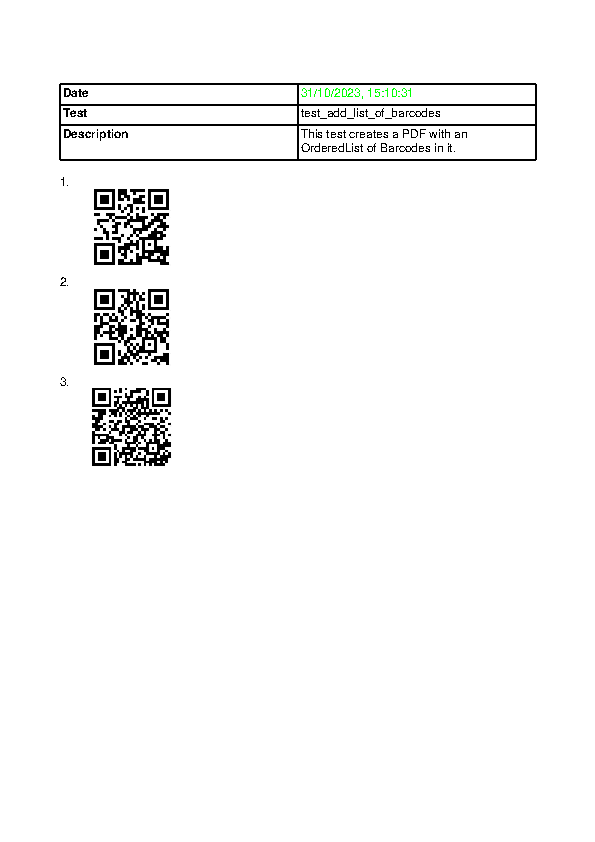 Date 31/10/2023, 15:10:31
Test test_add_list_of_barcodes
Description This test creates a PDF with an
OrderedList of Barcodes in it.
1.
2.
3.